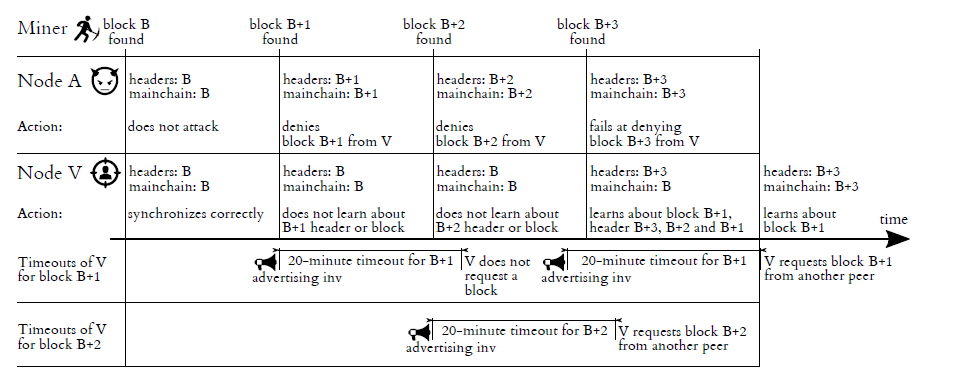 Miner
block B
found
block B+1
found
block B+2
found
block B+3
found
Node A
headers: B
mainchain: B
headers: B+1
mainchain: B+1
headers: B+2
mainchain: B+2
headers: B+3
mainchain: B+3
Action:
does not attack
denies
block B+1 from V
denies
block B+2 from V
fails at denying
block B+3 from V
Node V
headers: B
mainchain: B
headers: B
mainchain: B
headers: B
mainchain: B
headers: B+3
mainchain: B
headers: B+3
mainchain: B+3
Action:
synchronizes correctly
does not learn about
B+1 header or block
does not learn about
B+2 header or block
learns about block B+1,
header B+3, B+2 and B+1
learns about
block B+1
time
Timeouts of V
for block B+1
advertising inv
20-minute timeout for B+1
V does not
request a
block
advertising inv
20-minute timeout for B+1
V requests block B+1
from another peer
Timeouts of V
for block B+2
advertising inv
20-minute timeout for B+2
V requests block B+2
from another peer